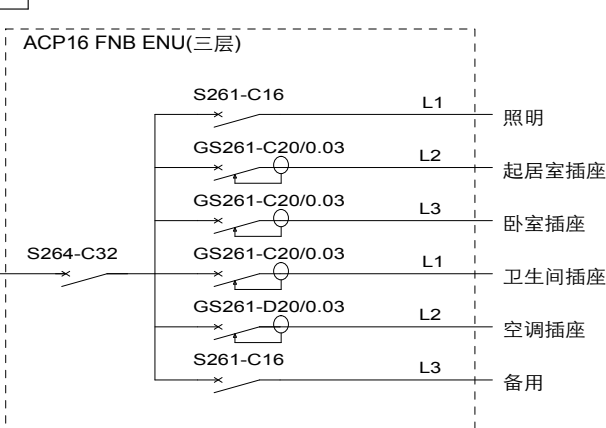 ACP16 FNB ENU(三层)
S261-C16 L1 照明
GS261-C20/0.03 L2 起居室插座
GS261-C20/0.03 L3 卧室插座
S264-C32 GS261-C20/0.03 L1 卫生间插座
GS261-D20/0.03 L2 空调插座
S261-C16 L3 备用